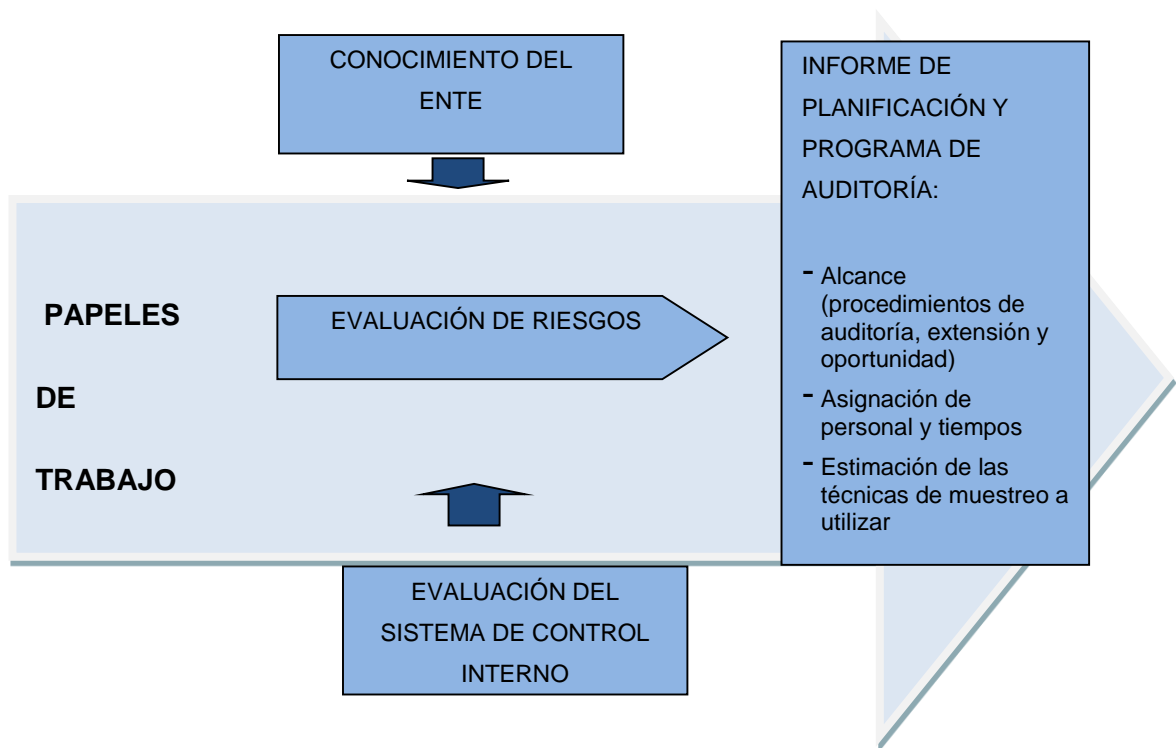 CONOCIMIENTO DEL
ENTE
INFORME DE
PLANIFICACIÓN Y
PROGRAMA DE
AUDITORÍA:
- Alcance
(procedimientos de
auditoría, extensión y
oportunidad)
- Asignación de
personal y tiempos
- Estimación de las
técnicas de muestreo a
utilizar
PAPELES
DE
TRABAJO
EVALUACIÓN DE RIESGOS
EVALUACIÓN DEL
SISTEMA DE CONTROL
INTERNO